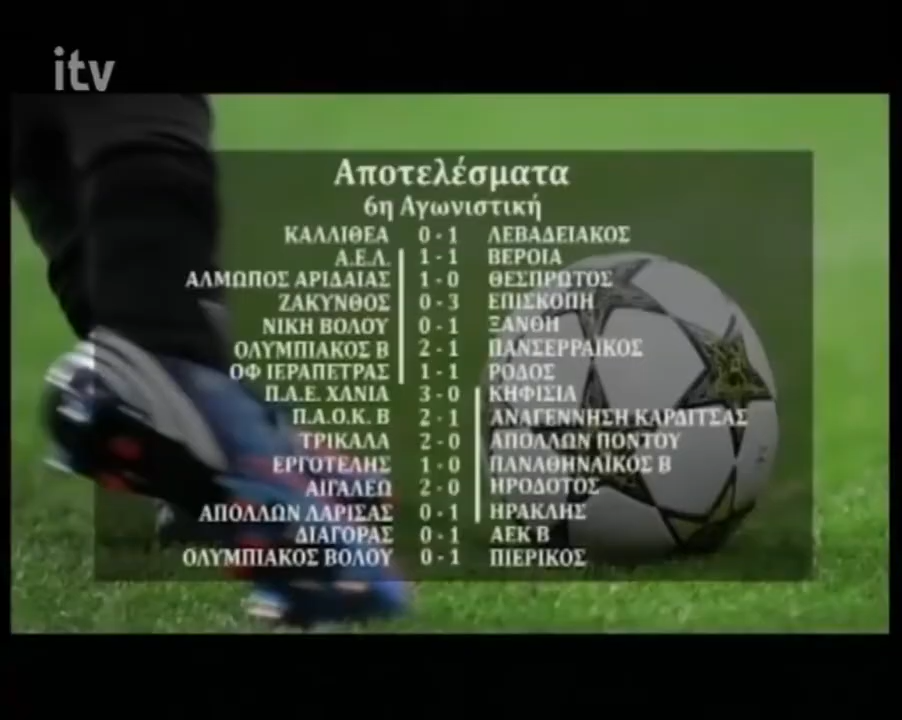 itv
Αποτελέσματα
6η Αγωνιστική
ΚΑΛΛΙΘΕΑ 0 - 1 ΛΕΒΑΔΕΙΑΚΟΣ
Α.Ε.Λ. 1 - 1 ΒΕΡΟΙΑ
ΑΛΜΩΠΟΣ ΑΡΙΔΑΙΑΣ 1 - 0 ΘΕΣΠΡΩΤΟΣ
ΖΑΚΥΝΘΟΣ 0 - 3 ΕΠΙΣΚΟΠΗ
ΝΙΚΗ ΒΟΛΟΥ 0 - 1 ΞΑΝΘΗ
ΟΛΥΜΠΙΑΚΟΣ Β 2 - 1 ΠΑΝΣΕΡΡΑΪΚΟΣ
ΟΦ ΙΕΡΑΠΕΤΡΑΣ 1 - 1 ΡΟΔΟΣ
Π.Α.Ε. ΧΑΝΙΑ 3 - 0 ΚΗΦΙΣΙΑ
Π.Α.Ο.Κ. Β 2 - 1 ΑΝΑΓΕΝΝΗΣΗ ΚΑΡΔΙΤΣΑΣ
ΤΡΙΚΑΛΑ 2 - 0 ΑΠΟΛΛΩΝ ΠΟΝΤΟΥ
ΕΡΓΟΤΕΛΗΣ 1 - 0 ΠΑΝΑΘΗΝΑΪΚΟΣ Β
ΑΙΓΑΛΕΩ 2 - 0 ΗΡΟΔΟΤΟΣ
ΑΠΟΛΛΩΝ ΛΑΡΙΣΑΣ 0 - 1 ΗΡΑΚΛΗΣ
ΔΙΑΓΟΡΑΣ 0 - 1 ΑΕΚ Β
ΟΛΥΜΠΙΑΚΟΣ ΒΟΛΟΥ 0 - 1 ΠΙΕΡΙΚΟΣ